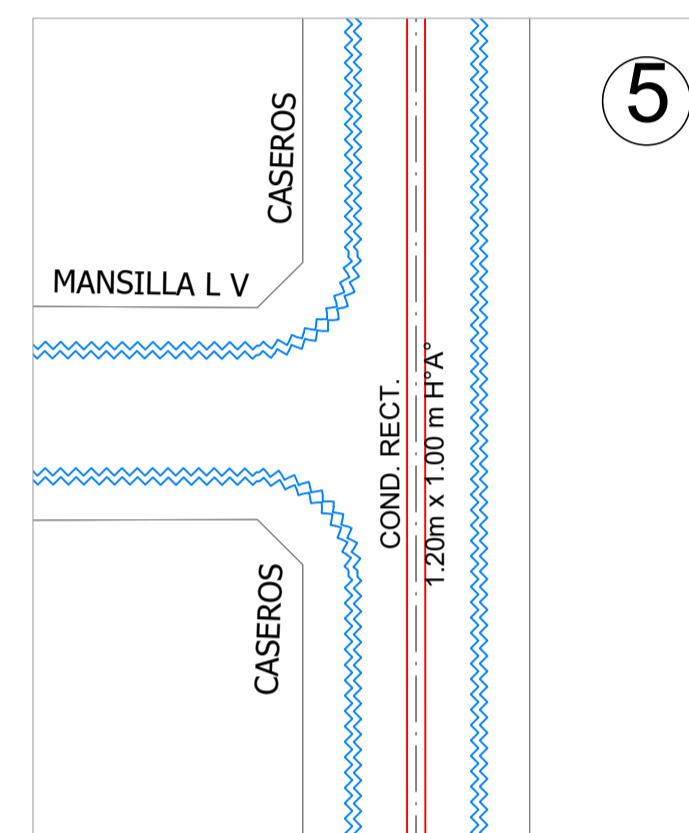 5
CASEROS
MANSILLA L V
COND. RECT.
1.20m x 1.00 m H°A°
CASEROS